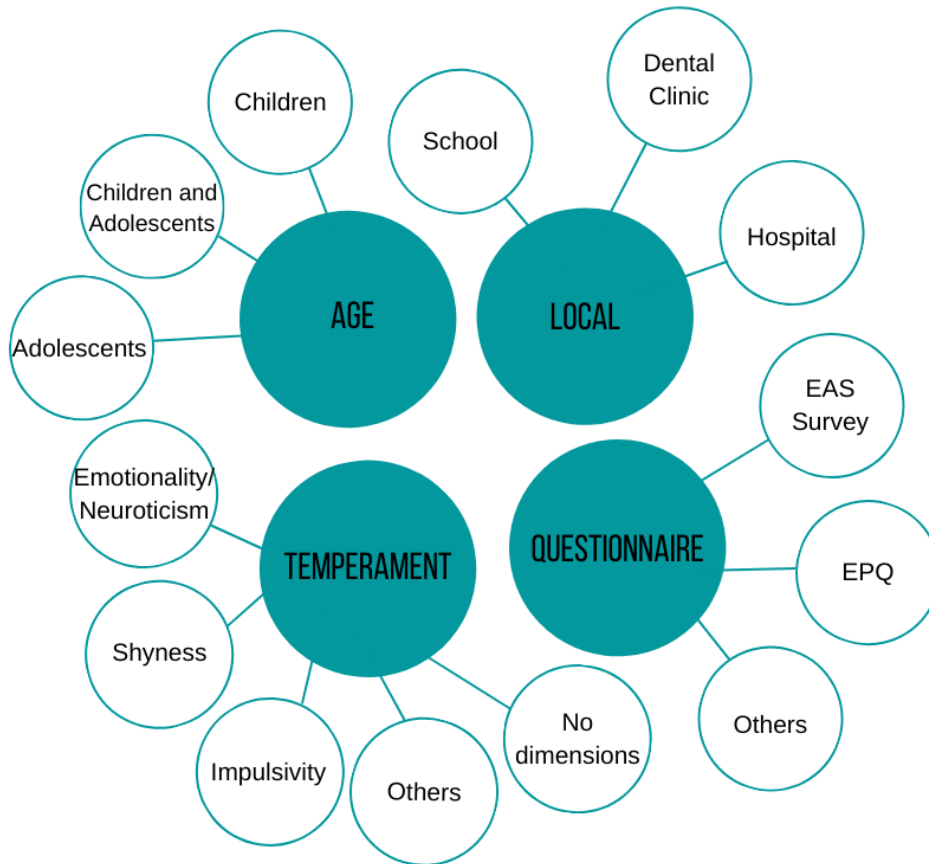 Children
Children and
Adolescents
Adolescents
AGE
School
Dental
Clinic
Hospital
LOCAL
Emotionality/
Neuroticism
Shyness
Impulsivity
Others
No
dimensions
TEMPERAMENT
EAS
Survey
EPQ
Others
QUESTIONNAIRE